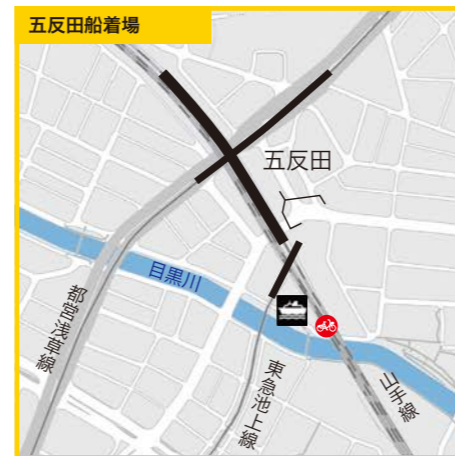 五反田船着場
五反田
目黒川
都営浅草線
東急池上線
山手線